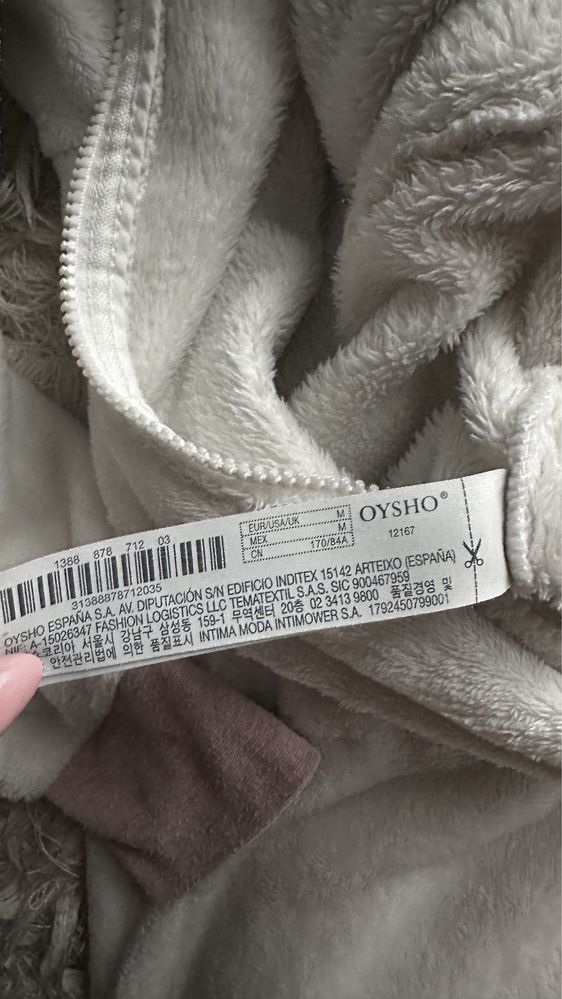 OYSHO®
12167
EUR/USA/UK M
MEX M
CN 170/84A
1388 878 712 03
31388878712035
OYSHO ESPAÑA S.A. AV. DIPUTACIÓN S/N EDIFICIO INDITEX 15142 ARTEIXO (ESPAÑA)
A-15026347 FASHION LOGISTICS LLC TEMATEXTIL S.A.S. SIC 900467959
코리아 서울시 강남구 삼성동 159-1 무역센터 20층 02 3413 9800 품질경영 및
안전관리법에 의한 품질표시 INTIMA MODA INTIMOWER S.A. 1792450799001